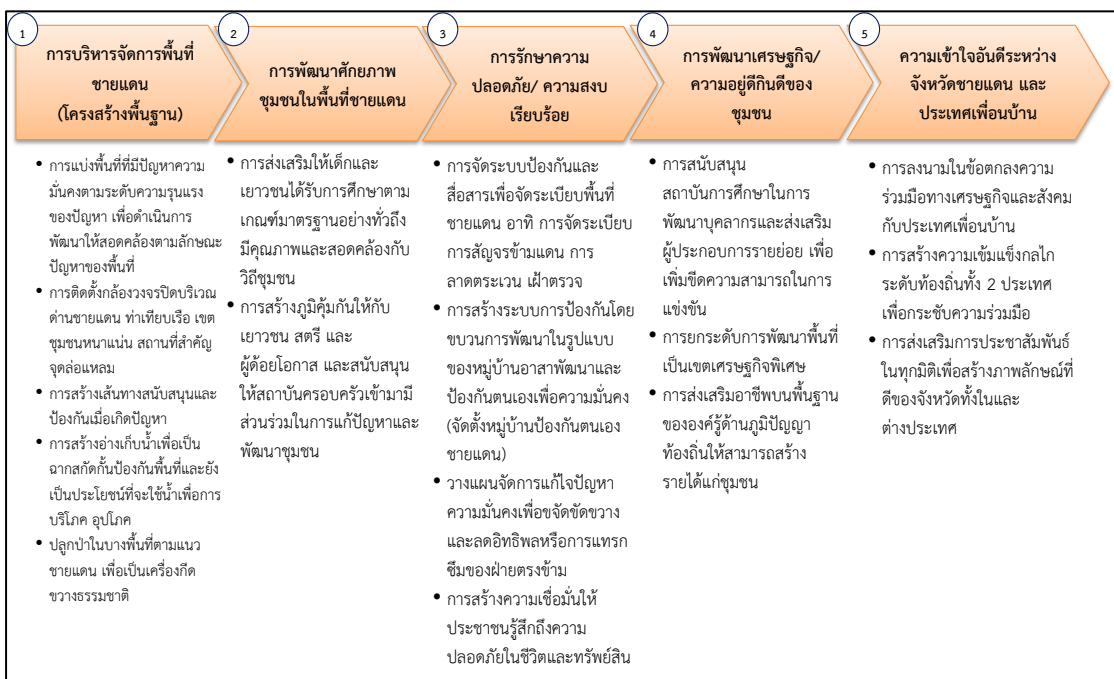 1
การบริหารจัดการพื้นที่
ชายแดน
(โครงสร้างพื้นฐาน)
• การแบ่งพื้นที่ที่มีปัญหาความ
มั่นคงตามระดับความรุนแรง
ของปัญหา เพื่อดำเนินการ
พัฒนาให้สอดคล้องตามลักษณะ
ปัญหาของพื้นที่
• การติดตั้งกล้องวงจรปิดบริเวณ
ด่านชายแดน ท่าเทียบเรือ เขต
ชุมชนหนาแน่น สถานที่สำคัญ
จุดล่อแหลม
• การสร้างเส้นทางสนับสนุนและ
ป้องกันเมื่อเกิดปัญหา
• การสร้างอ่างเก็บน้ำเพื่อเป็น
ฉากสกัดกั้นป้องกันพื้นที่และยัง
เป็นประโยชน์ที่จะใช้น้ำเพื่อการ
บริโภค อุปโภค
• ปลูกป่าในบางพื้นที่ตามแนว
ชายแดน เพื่อเป็นเครื่องกีด
ขวางธรรมชาติ
2
การพัฒนาศักยภาพ
ชุมชนในพื้นที่ชายแดน
• การส่งเสริมให้เด็กและ
เยาวชนได้รับการศึกษาตาม
เกณฑ์มาตรฐานอย่างทั่วถึง
มีคุณภาพและสอดคล้องกับ
วิถีชุมชน
• การสร้างภูมิคุ้มกันให้กับ
เยาวชน สตรี และ
ผู้ด้อยโอกาส และสนับสนุน
ให้สถาบันครอบครัวเข้ามามี
ส่วนร่วมในการแก้ปัญหาและ
พัฒนาชุมชน
3
การรักษาความ
ปลอดภัย/ ความสงบ
เรียบร้อย
• การจัดระบบป้องกันและ
สื่อสารเพื่อจัดระเบียบพื้นที่
ชายแดน อาทิ การจัดระเบียบ
การสัญจรข้ามแดน การ
ลาดตระเวน เฝ้าตรวจ
• การสร้างระบบการป้องกันโดย
ขบวนการพัฒนาในรูปแบบ
ของหมู่บ้านอาสาพัฒนาและ
ป้องกันตนเองเพื่อความมั่นคง
(จัดตั้งหมู่บ้านป้องกันตนเอง
ชายแดน)
• วางแผนจัดการแก้ไขปัญหา
ความมั่นคงเพื่อขจัดขัดขวาง
และลดอิทธิพลหรือการแทรก
ซึมของฝ่ายตรงข้าม
• การสร้างความเชื่อมั่นให้
ประชาชนรู้สึกถึงความ
ปลอดภัยในชีวิตและทรัพย์สิน
4
การพัฒนาเศรษฐกิจ/
ความอยู่ดีกินดีของ
ชุมชน
• การสนับสนุน
สถาบันการศึกษาในการ
พัฒนาบุคลากรและส่งเสริม
ผู้ประกอบการรายย่อย เพื่อ
เพิ่มขีดความสามารถในการ
แข่งขัน
• การยกระดับการพัฒนาพื้นที่
เป็นเขตเศรษฐกิจพิเศษ
• การส่งเสริมอาชีพบนพื้นฐาน
ขององค์รู้ด้านภูมิปัญญา
ท้องถิ่นให้สามารถสร้าง
รายได้แก่ชุมชน
5
ความเข้าใจอันดีระหว่าง
จังหวัดชายแดน และ
ประเทศเพื่อนบ้าน
• การลงนามในข้อตกลงความ
ร่วมมือทางเศรษฐกิจและสังคม
กับประเทศเพื่อนบ้าน
• การสร้างความเข้มแข็งกลไก
ระดับท้องถิ่นทั้ง 2 ประเทศ
เพื่อกระชับความร่วมมือ
• การส่งเสริมการประชาสัมพันธ์
ในทุกมิติเพื่อสร้างภาพลักษณ์ที่
ดีของจังหวัดทั้งในและ
ต่างประเทศ